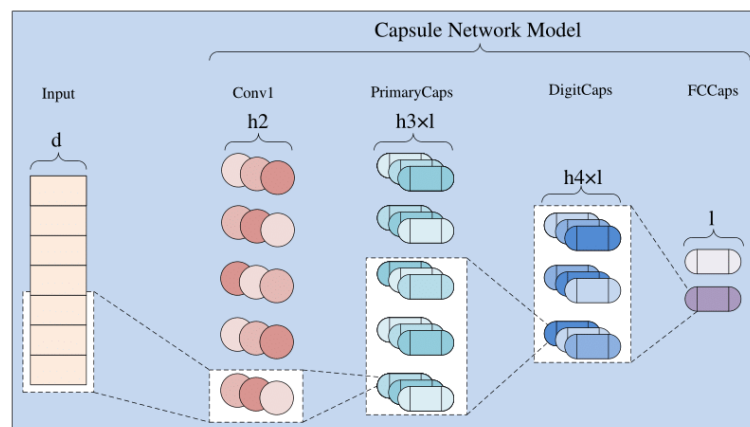 Capsule Network Model
Input
Conv1
PrimaryCaps
DigitCaps
FCCaps
d
h2
h3×l
h4×l
l